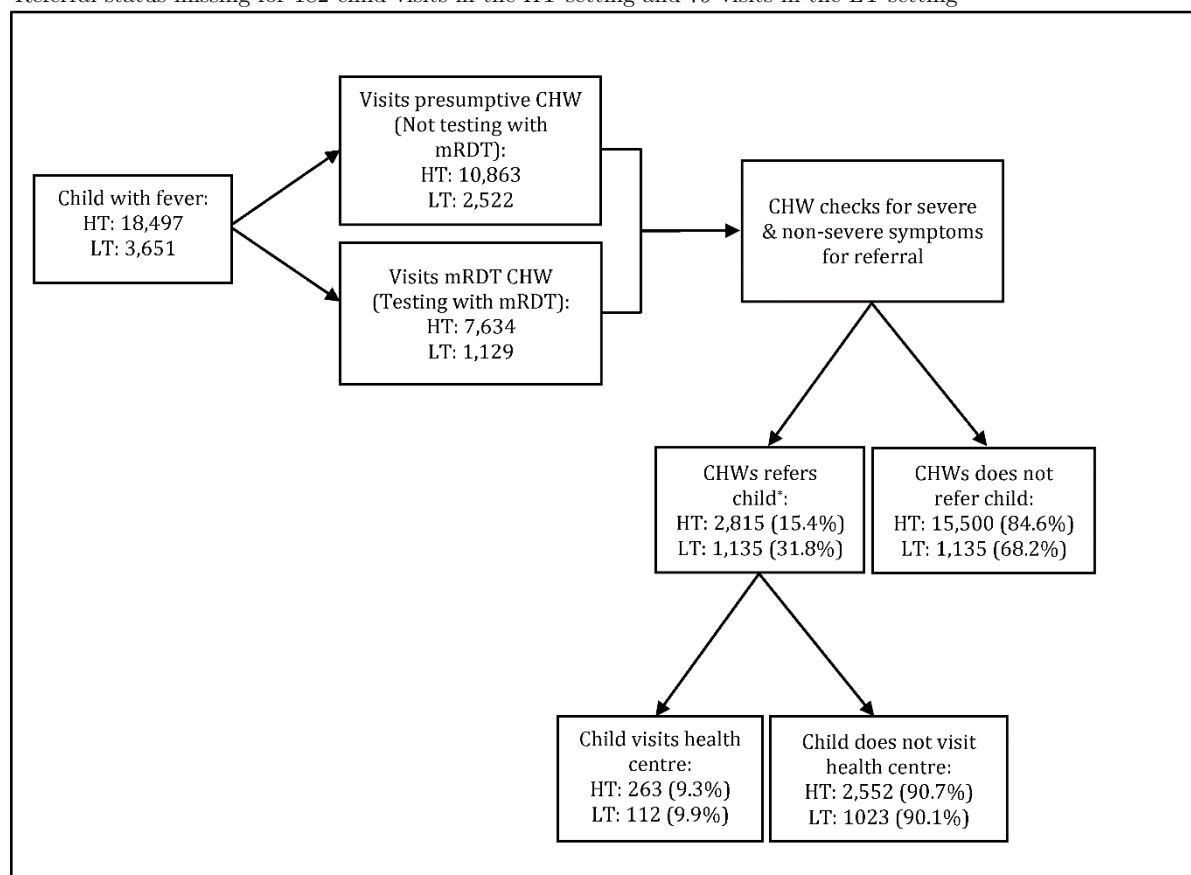 Referral status missing for 182 child visits in the HT setting and 79 visits in the LT setting
Child with fever:
HT: 18,497
LT: 3,651
Visits presumptive CHW
(Not testing with
mRDT):
HT: 10,863
LT: 2,522
Visits mRDT CHW
(Testing with mRDT):
HT: 7,634
LT: 1,129
CHW checks for severe
& non-severe symptoms
for referral
CHWs refers
child*:
HT: 2,815 (15.4%)
LT: 1,135 (31.8%)
CHWs does not
refer child:
HT: 15,500 (84.6%)
LT: 1,135 (68.2%)
Child visits health
centre:
HT: 263 (9.3%)
LT: 112 (9.9%)
Child does not visit
health centre:
HT: 2,552 (90.7%)
LT: 1023 (90.1%)